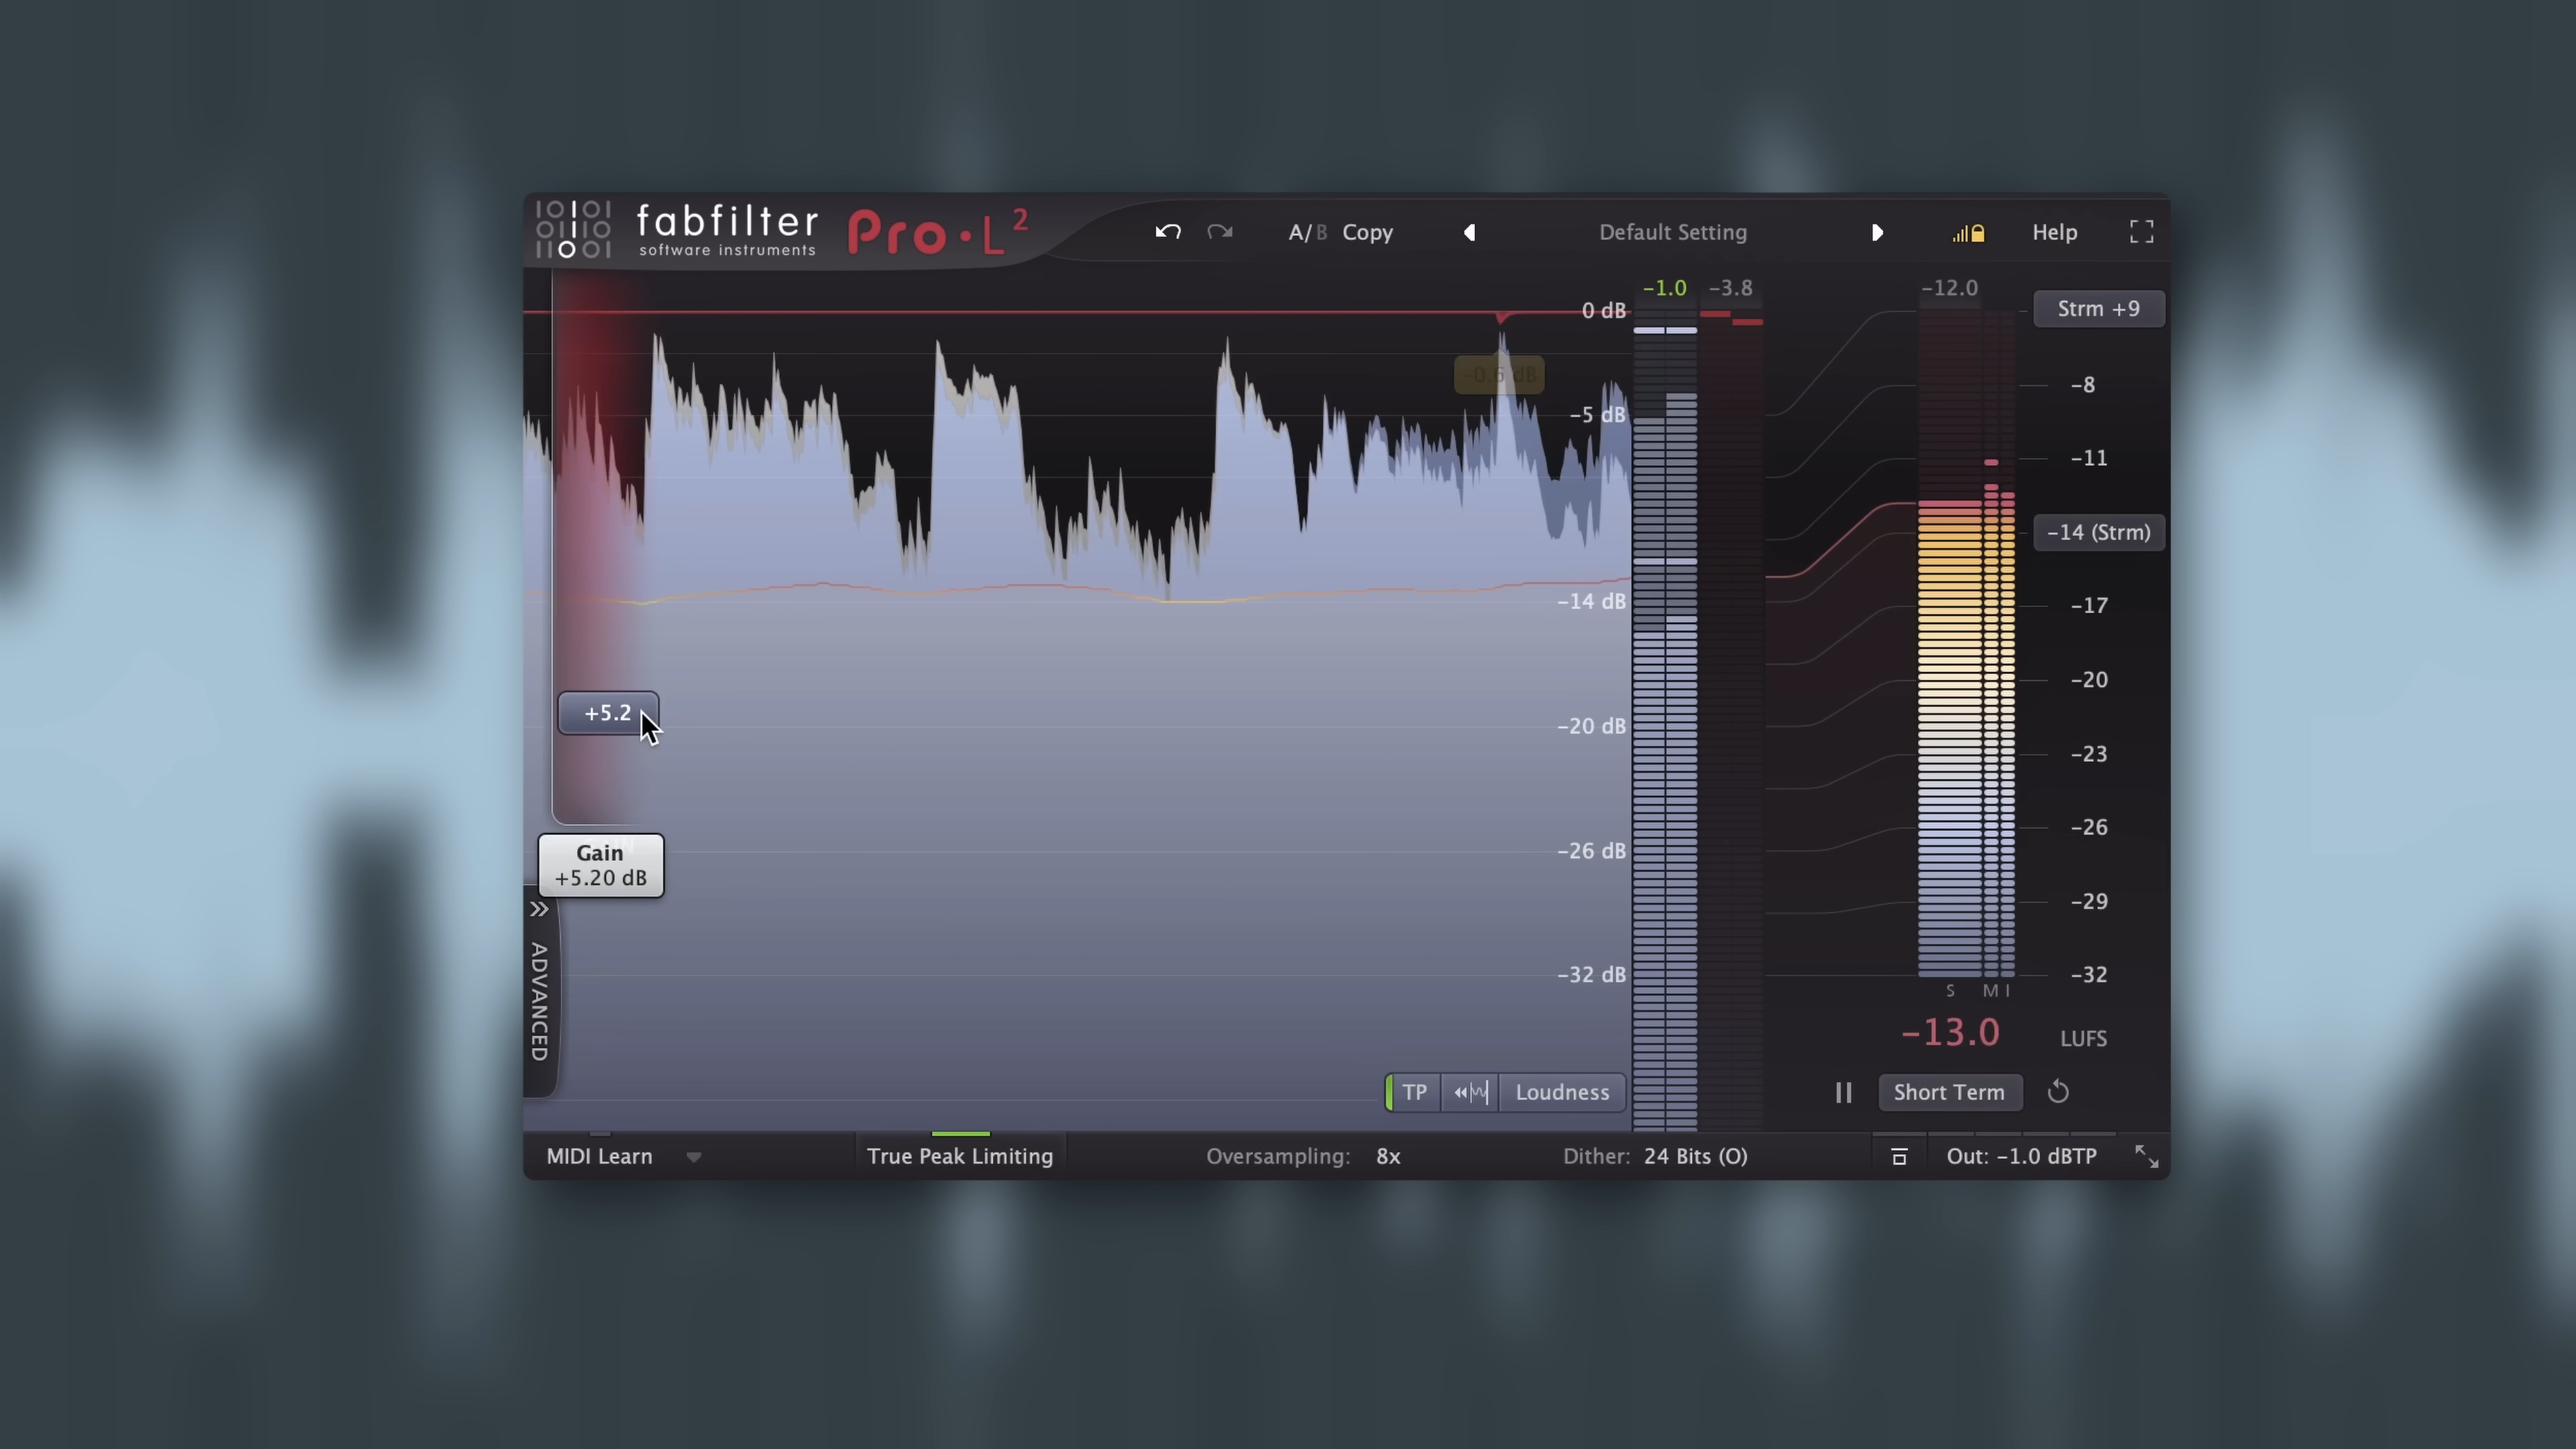 fabfilter
software instruments
Pro·L 2
A/B Copy
Default Setting
Help
-1.0 -3.8
-12.0
Strm +9
0 dB
-0.6 dB
-5 dB
-14 dB
-20 dB
-26 dB
-32 dB
-8
-11
-14 (Strm)
-17
-20
-23
-26
-29
-32
+5.2
Gain
+5.20 dB
ADVANCED
S M I
-13.0 LUFS
TP Loudness
Short Term
MIDI Learn
True Peak Limiting
Oversampling: 8x
Dither: 24 Bits (O)
Out: -1.0 dBTP